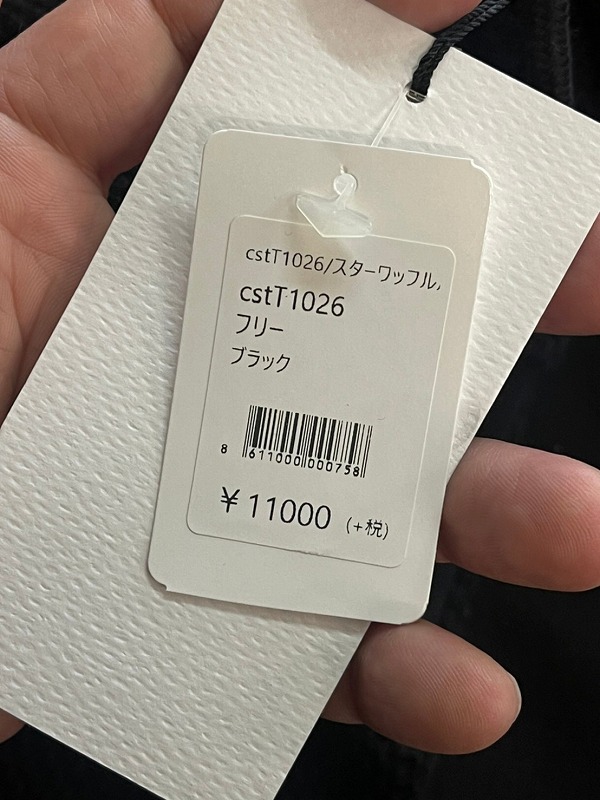 cstT1026/スターワッフル,
cstT1026
フリー
ブラック
8 611000 000758
¥ 11000 (+税)